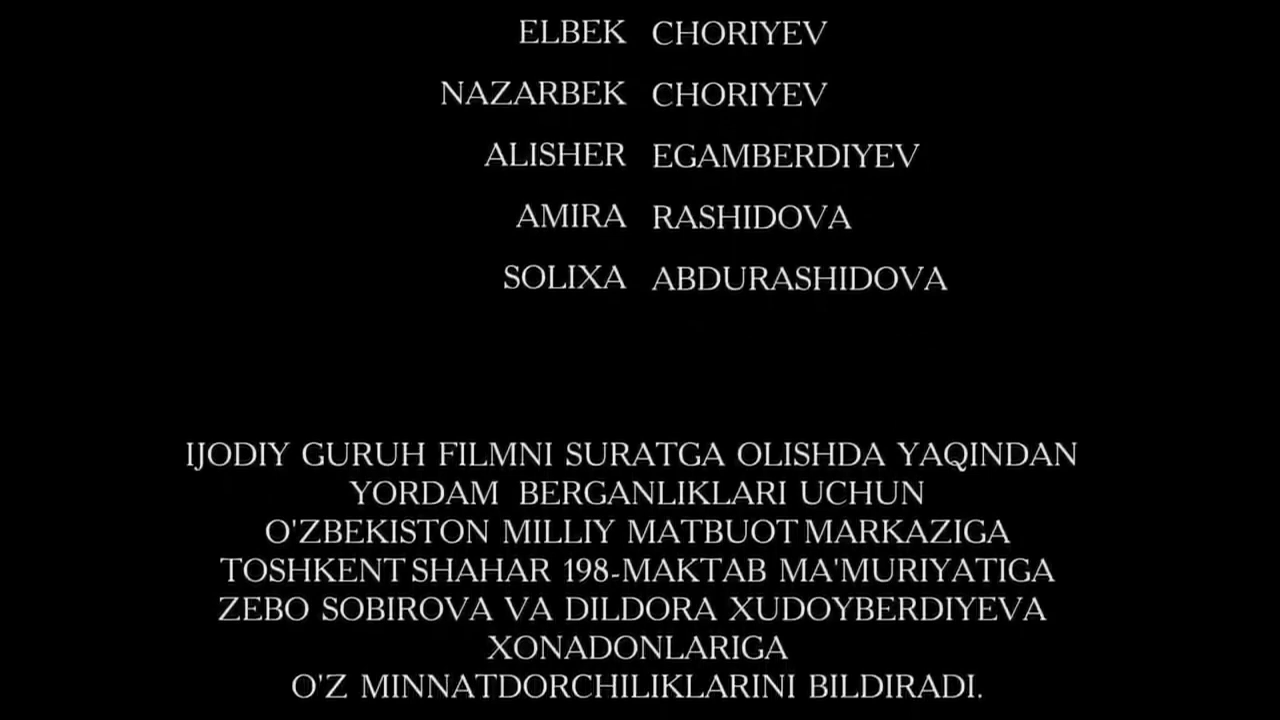 ELBEK CHORIYEV
NAZARBEK CHORIYEV
ALISHER EGAMBERDIYEV
AMIRA RASHIDOVA
SOLIXA ABDURASHIDOVA
IJODIY GURUH FILMNI SURATGA OLISHDA YAQINDAN
YORDAM BERGANLIKLARI UCHUN
O'ZBEKISTON MILLIY MATBUOT MARKAZIGA
TOSHKENT SHAHAR 198-MAKTAB MA'MURIYATIGA
ZEBO SOBIROVA VA DILDORA XUDOYBERDIYEVA
XONADONLARIGA
O'Z MINNATDORCHILIKLARINI BILDIRADI.